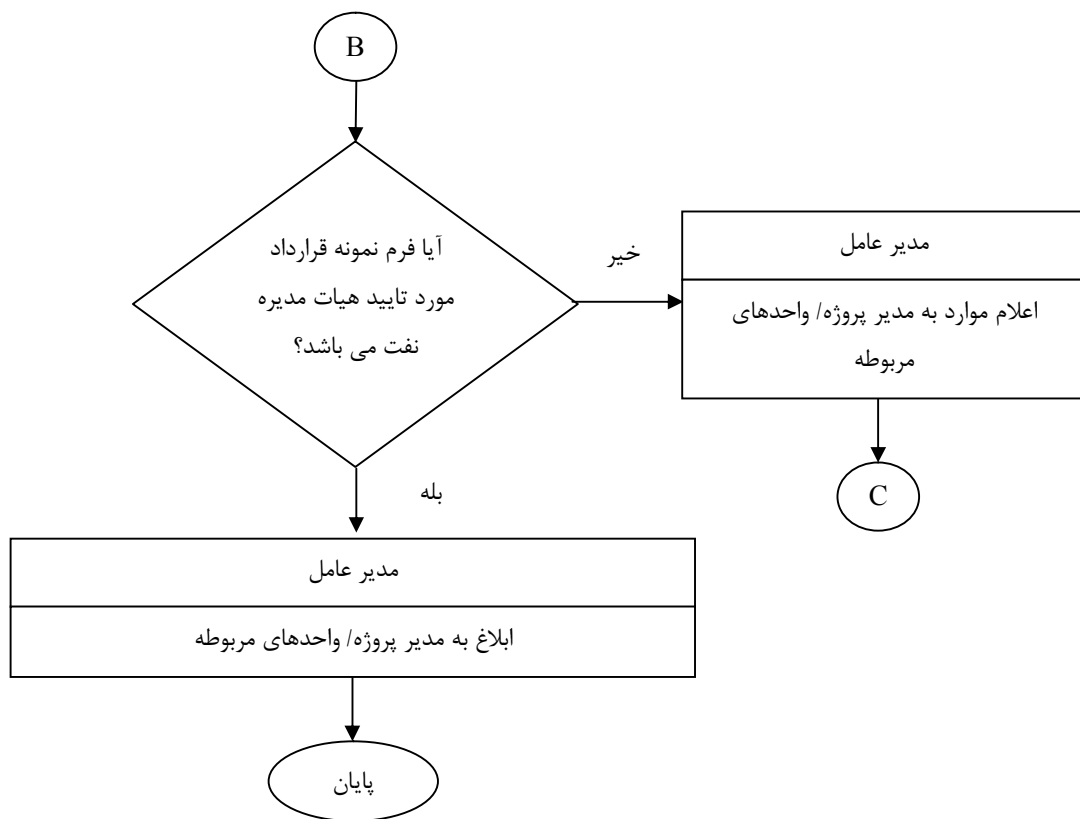 B
آیا فرم نمونه قرارداد
مورد تایید هیات مدیره
نفت می باشد؟
خیر
مدیر عامل
اعلام موارد به مدیر پروژه/ واحدهای
مربوطه
C
بله
مدیر عامل
ابلاغ به مدیر پروژه/ واحدهای مربوطه
پایان